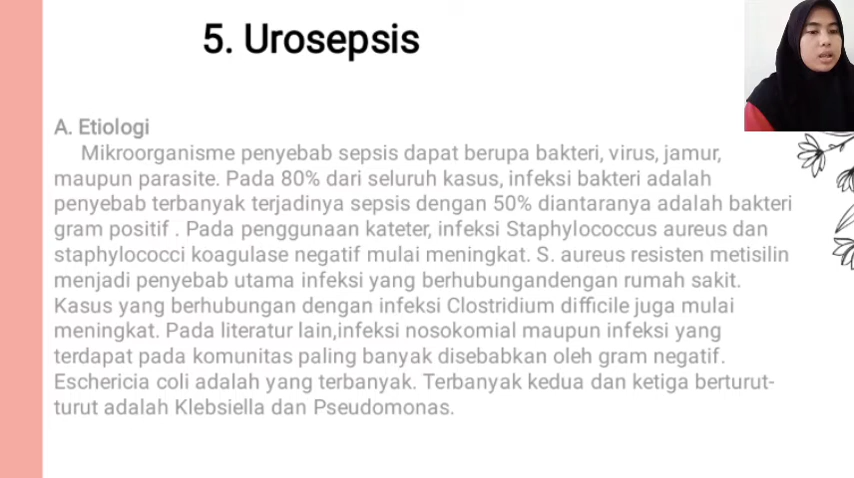 5. Urosepsis
A. Etiologi
Mikroorganisme penyebab sepsis dapat berupa bakteri, virus, jamur,
maupun parasite. Pada 80% dari seluruh kasus, infeksi bakteri adalah
penyebab terbanyak terjadinya sepsis dengan 50% diantaranya adalah bakteri
gram positif . Pada penggunaan kateter, infeksi Staphylococcus aureus dan
staphylococci koagulase negatif mulai meningkat. S. aureus resisten metisilin
menjadi penyebab utama infeksi yang berhubungandengan rumah sakit.
Kasus yang berhubungan dengan infeksi Clostridium difficile juga mulai
meningkat. Pada literatur lain,infeksi nosokomial maupun infeksi yang
terdapat pada komunitas paling banyak disebabkan oleh gram negatif.
Eschericia coli adalah yang terbanyak. Terbanyak kedua dan ketiga berturut-
turut adalah Klebsiella dan Pseudomonas.